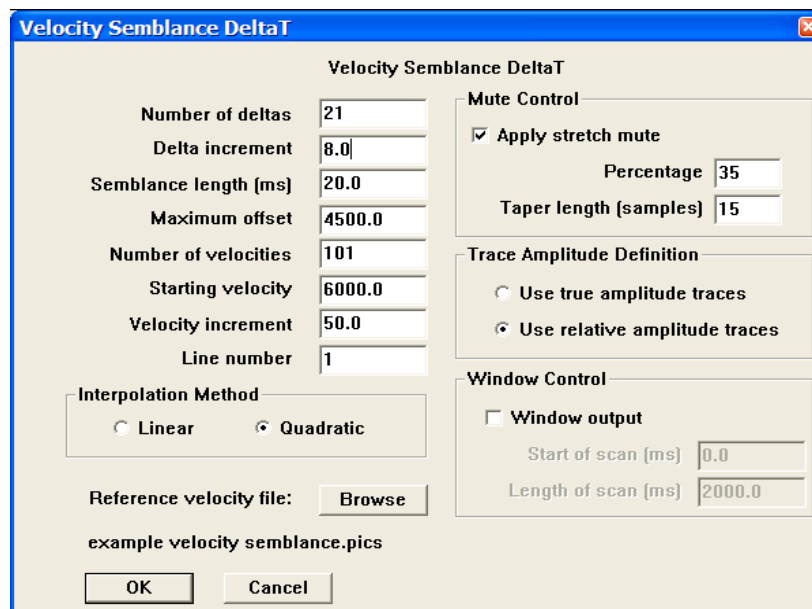 Velocity Semblance DeltaT
Velocity Semblance DeltaT
Number of deltas 21
Delta increment 8.0
Semblance length (ms) 20.0
Maximum offset 4500.0
Number of velocities 101
Starting velocity 6000.0
Velocity increment 50.0
Line number 1
Interpolation Method
Linear Quadratic
Reference velocity file: Browse
example velocity semblance.pics
OK Cancel
Mute Control
Apply stretch mute
Percentage 35
Taper length (samples) 15
Trace Amplitude Definition
Use true amplitude traces
Use relative amplitude traces
Window Control
Window output
Start of scan (ms) 0.0
Length of scan (ms) 2000.0